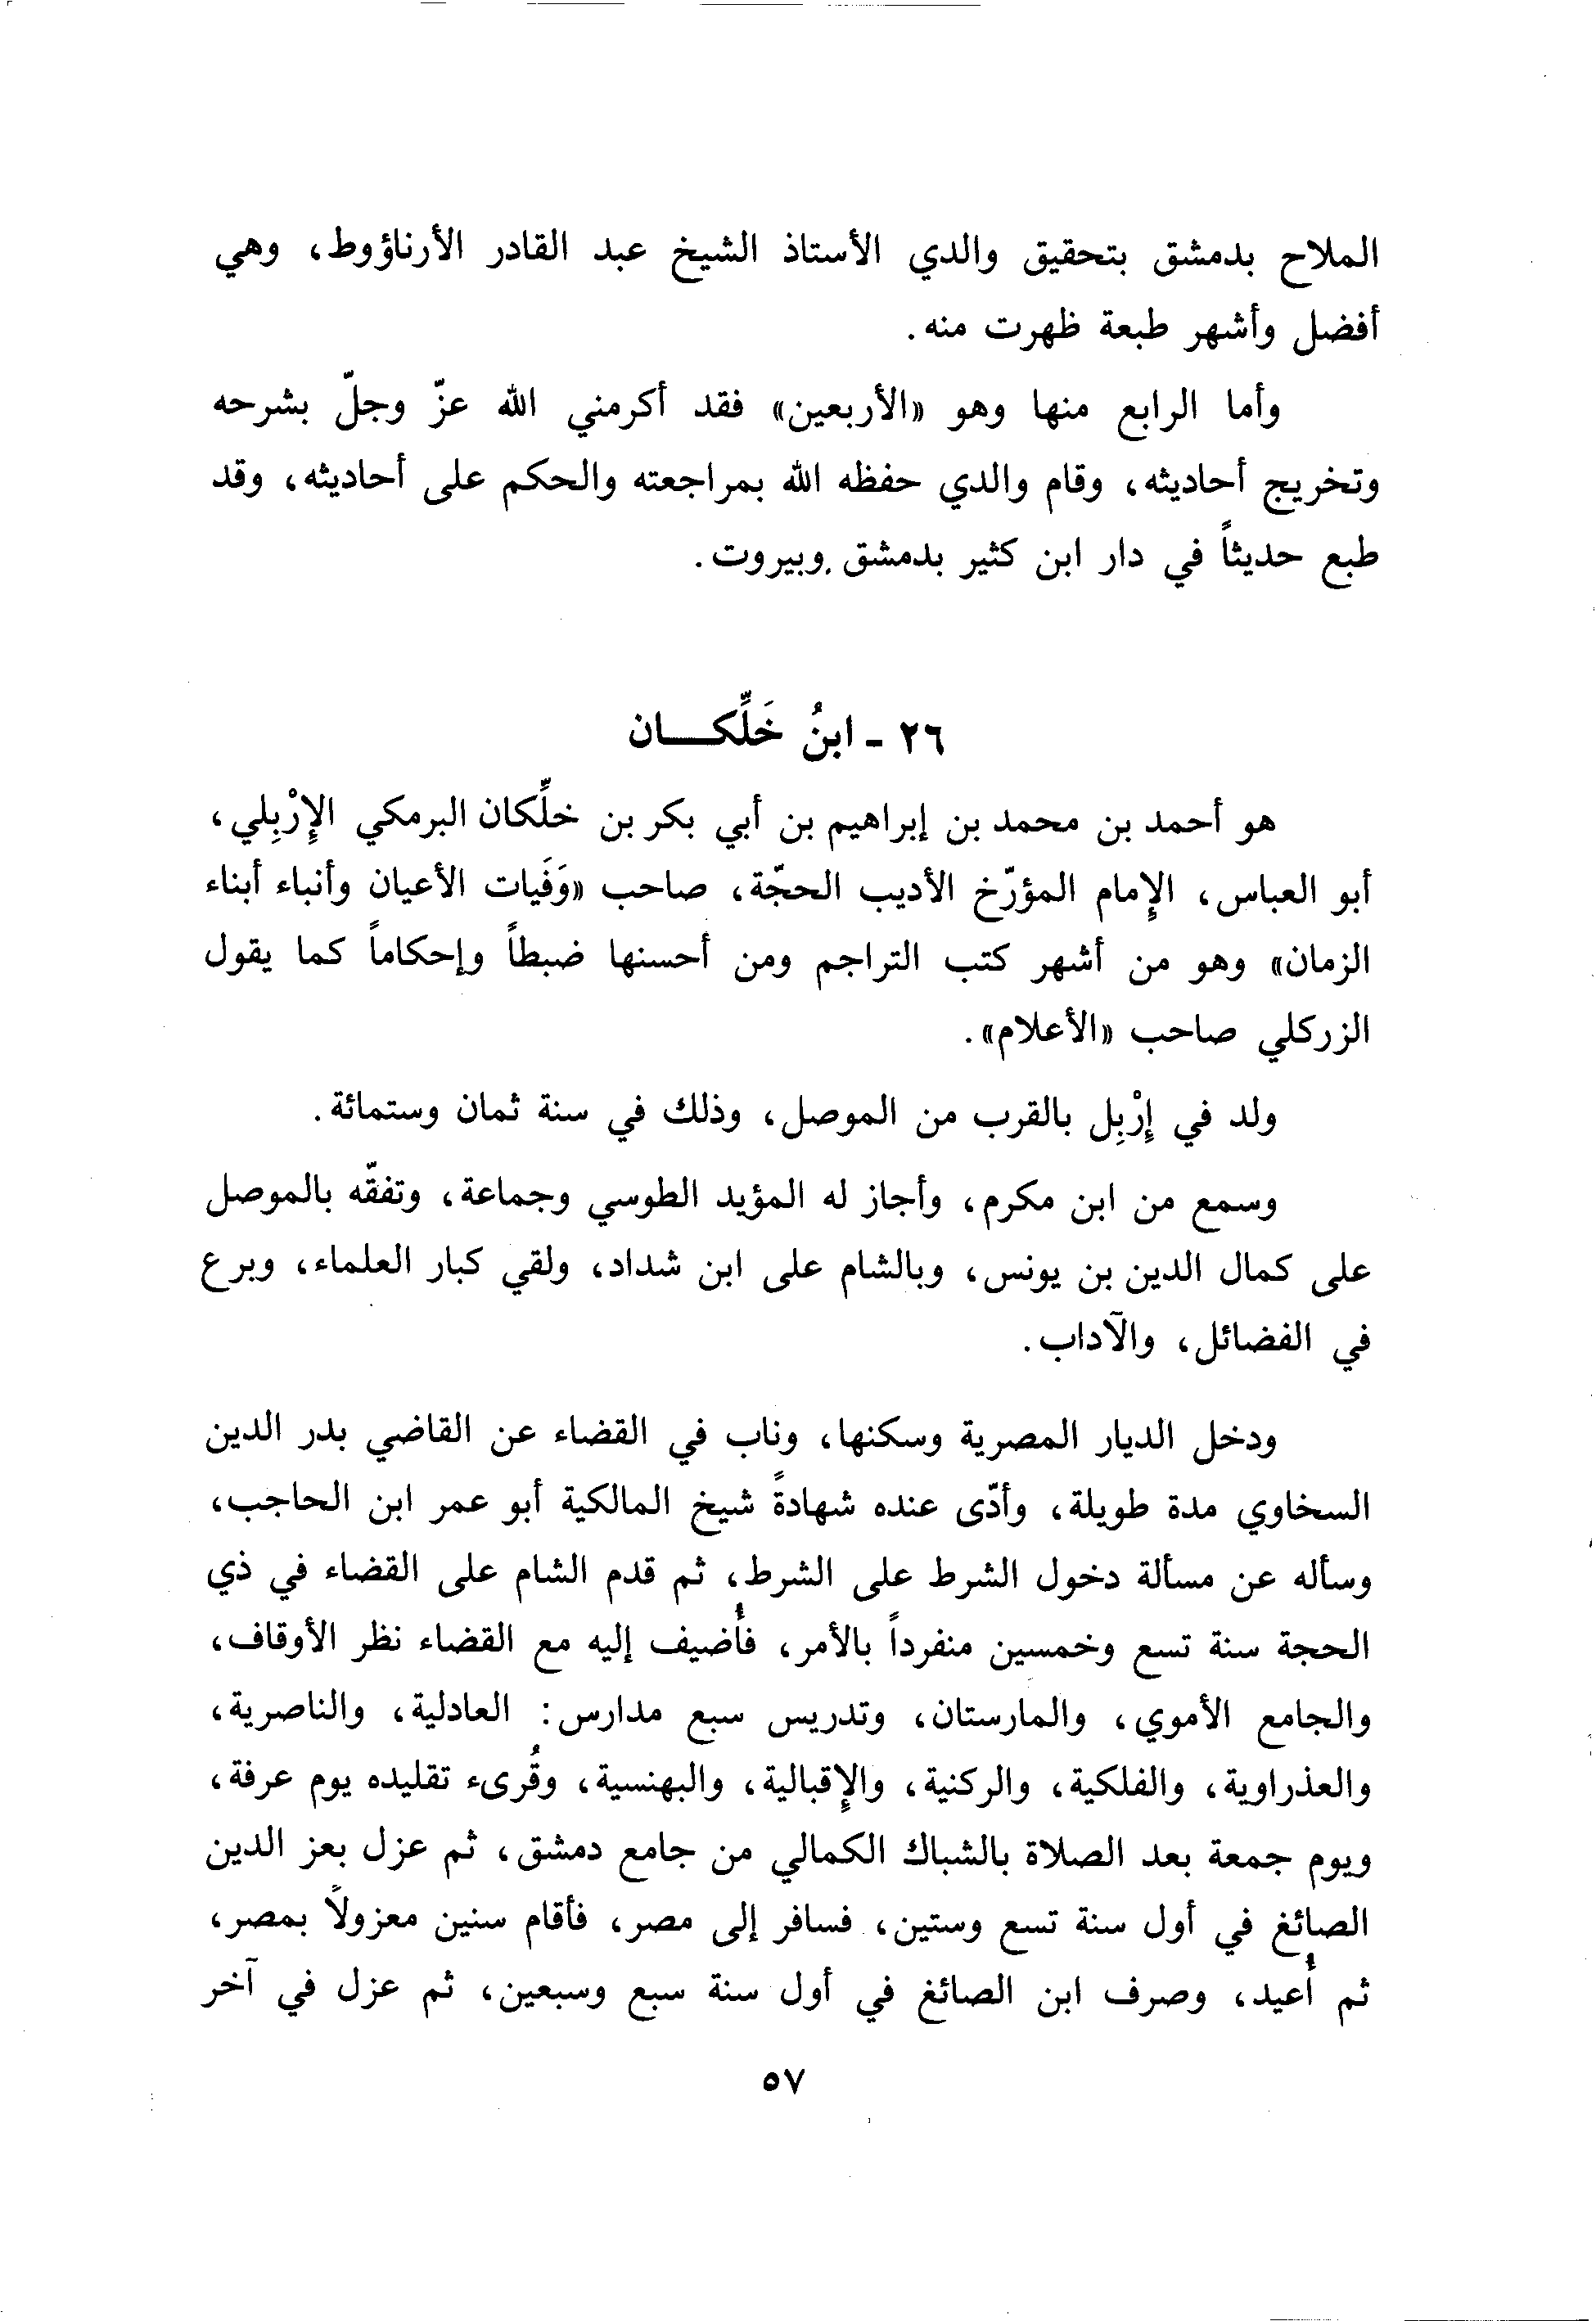 الملاح بدمشق بتحقيق والدي الأستاذ الشيخ عبد القادر الأرناؤوط، وهي
أفضل وأشهر طبعة ظهرت منه.
وأما الرابع منها وهو «الأربعين» فقد أكرمني الله عزّ وجلّ بشرحه
وتخريج أحاديثه، وقام والدي حفظه الله بمراجعته والحكم على أحاديثه، وقد
طبع حديثاً في دار ابن كثير بدمشق وبيروت.
٢٦ - ابنُ خَلِّكـــان
هو أحمد بن محمد بن إبراهيم بن أبي بكر بن خلِّكان البرمكي الإِرْبِلي،
أبو العباس، الإِمام المؤرّخ الأديب الحجّة، صاحب «وَفَيات الأعيان وأنباء أبناء
الزمان» وهو من أشهر كتب التراجم ومن أحسنها ضبطاً وإحكاماً كما يقول
الزركلي صاحب «الأعلام».
ولد في إِرْبِل بالقرب من الموصل، وذلك في سنة ثمان وستمائة.
وسمع من ابن مكرم، وأجاز له المؤيد الطوسي وجماعة، وتفقّه بالموصل
على كمال الدين بن يونس، وبالشام على ابن شداد، ولقي كبار العلماء، وبرع
في الفضائل، والآداب.
ودخل الديار المصرية وسكنها، وناب في القضاء عن القاضي بدر الدين
السخاوي مدة طويلة، وأدّى عنده شهادةً شيخ المالكية أبو عمر ابن الحاجب،
وسأله عن مسألة دخول الشرط على الشرط، ثم قدم الشام على القضاء في ذي
الحجة سنة تسع وخمسين منفرداً بالأمر، فأُضيف إليه مع القضاء نظر الأوقاف،
والجامع الأموي، والمارستان، وتدريس سبع مدارس: العادلية، والناصرية،
والعذراوية، والفلكية، والركنية، والإِقبالية، والبهنسية، وقُرىء تقليده يوم عرفة،
ويوم جمعة بعد الصلاة بالشباك الكمالي من جامع دمشق، ثم عزل بعز الدين
الصائغ في أول سنة تسع وستين، فسافر إلى مصر، فأقام سنين معزولاً بمصر،
ثم أُعيد، وصرف ابن الصائغ في أول سنة سبع وسبعين، ثم عزل في آخر
٥٧